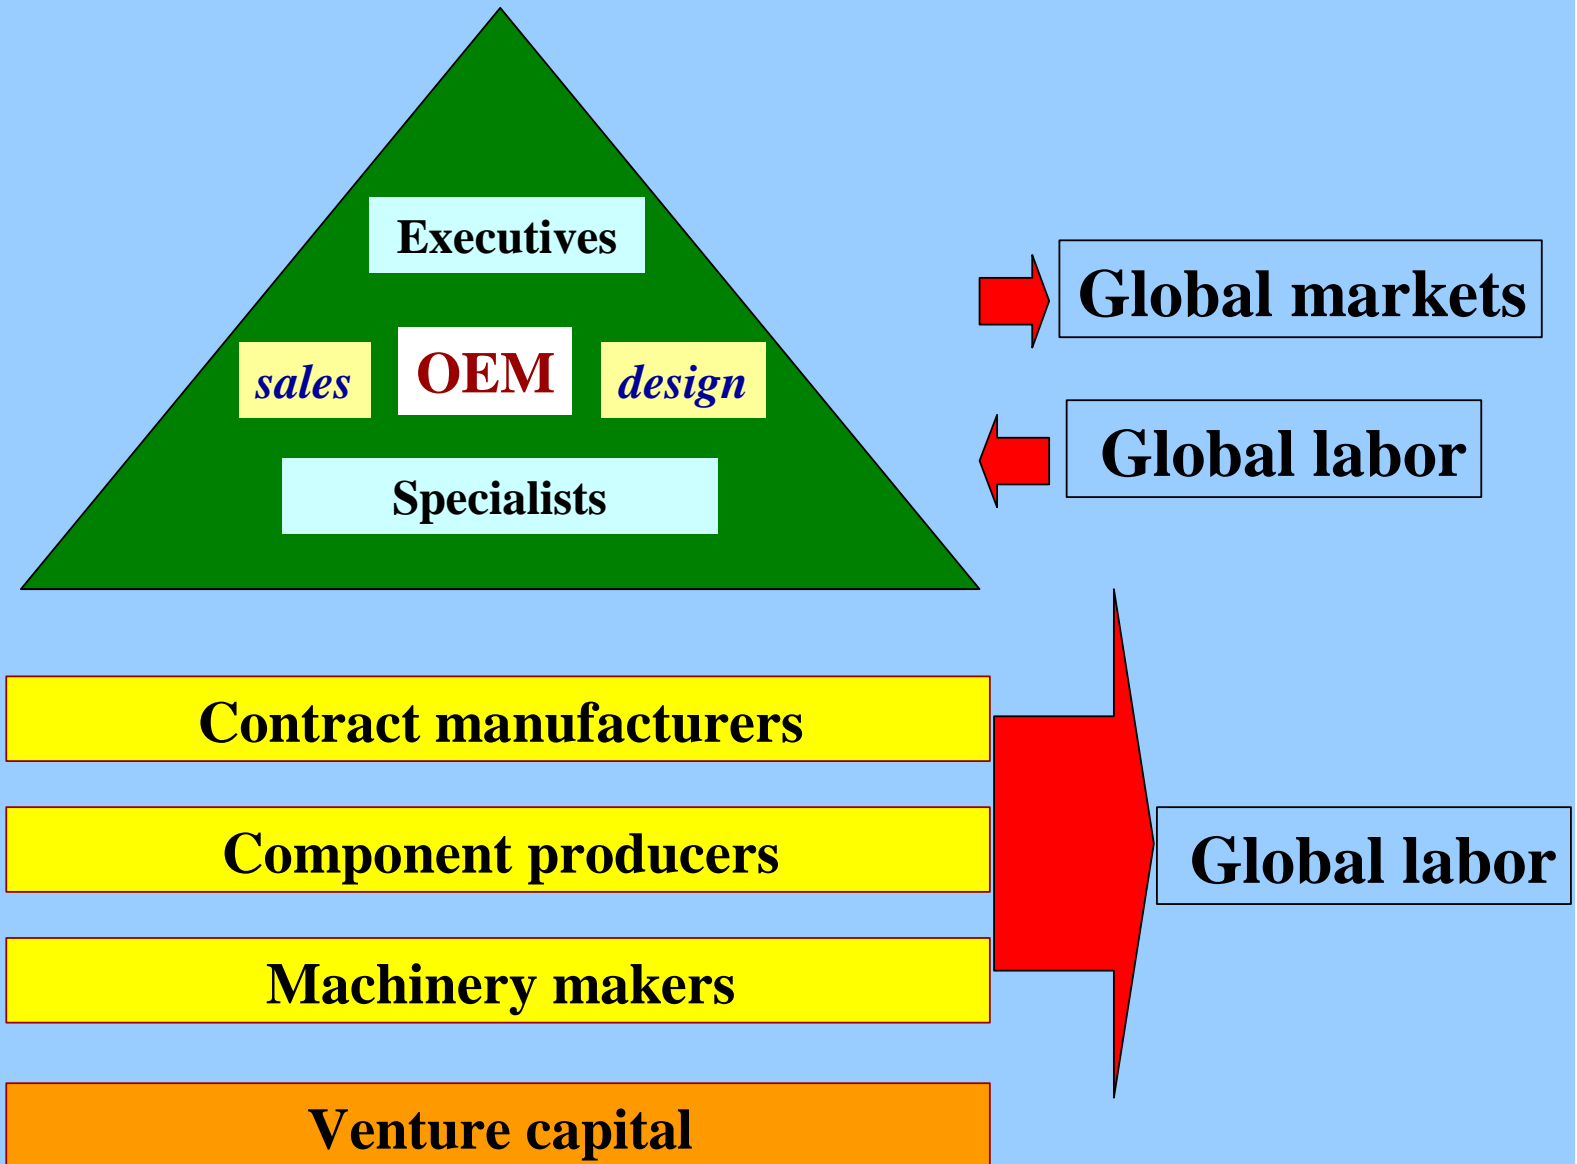 Executives
Global markets
sales
OEM
design
Global labor
Specialists
Contract manufacturers
Component producers
Global labor
Machinery makers
Venture capital